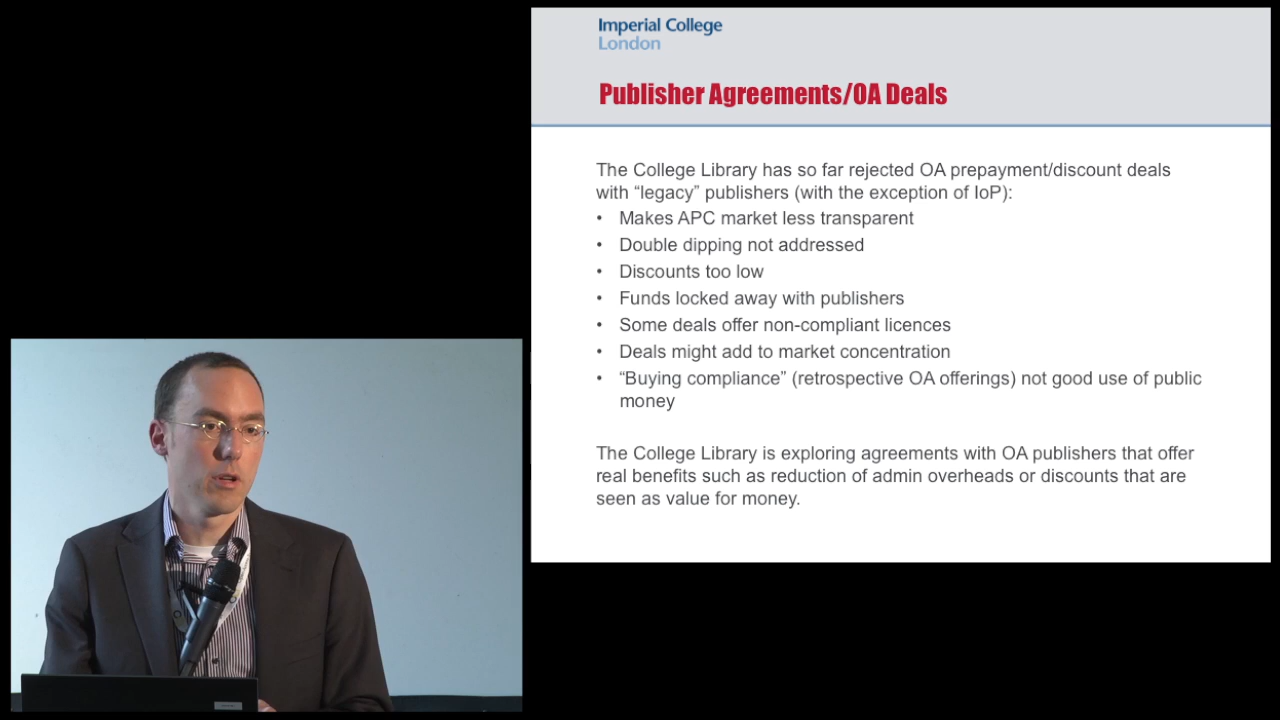 Imperial College
London
Publisher Agreements/OA Deals
The College Library has so far rejected OA prepayment/discount deals
with “legacy” publishers (with the exception of IoP):
• Makes APC market less transparent
• Double dipping not addressed
• Discounts too low
• Funds locked away with publishers
• Some deals offer non-compliant licences
• Deals might add to market concentration
• “Buying compliance” (retrospective OA offerings) not good use of public
money
The College Library is exploring agreements with OA publishers that offer
real benefits such as reduction of admin overheads or discounts that are
seen as value for money.